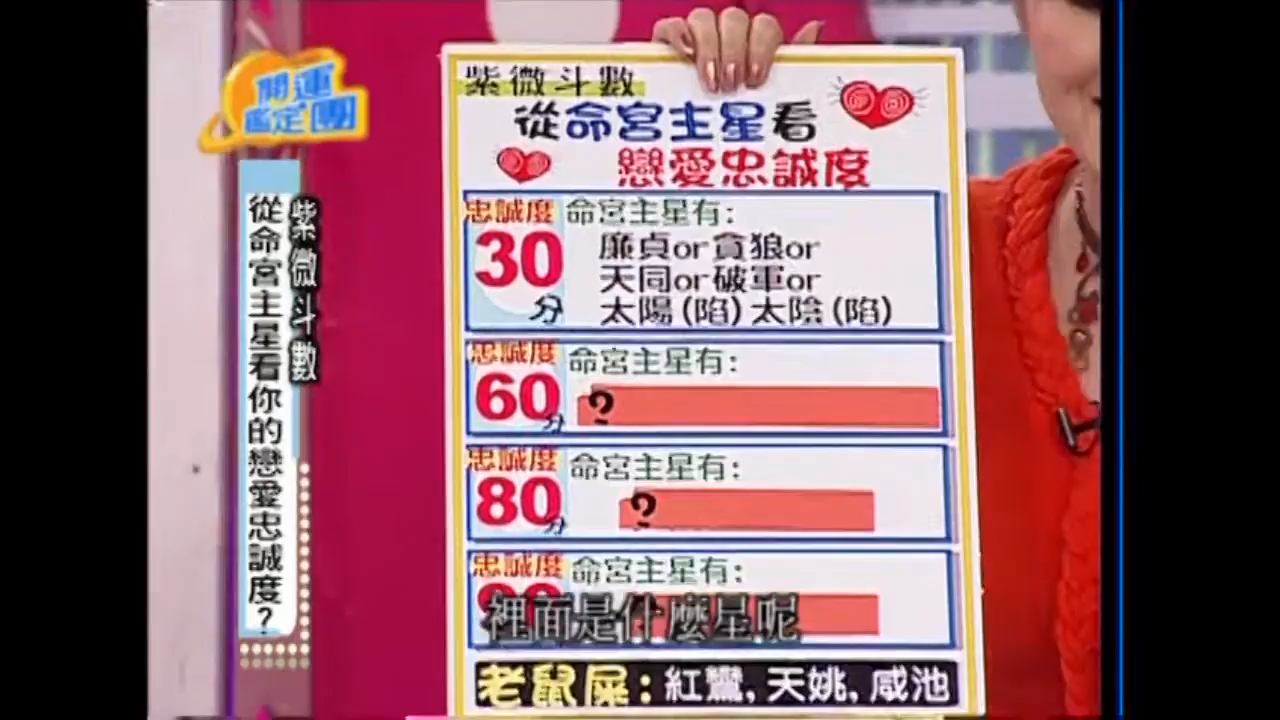 開運
鑑定團
紫微斗數
從命宮主星看你的戀愛忠誠度?
紫微斗數
從命宮主星看
戀愛忠誠度
忠誠度
30
分
命宮主星有:
廉貞or貪狼or
天同or破軍or
太陽(陷)太陰(陷)
忠誠度
60
分
命宮主星有:
?
忠誠度
80
分
命宮主星有:
?
忠誠度
命宮主星有:
裡面是什麼星呢
老鼠屎:紅鸞,天姚,咸池